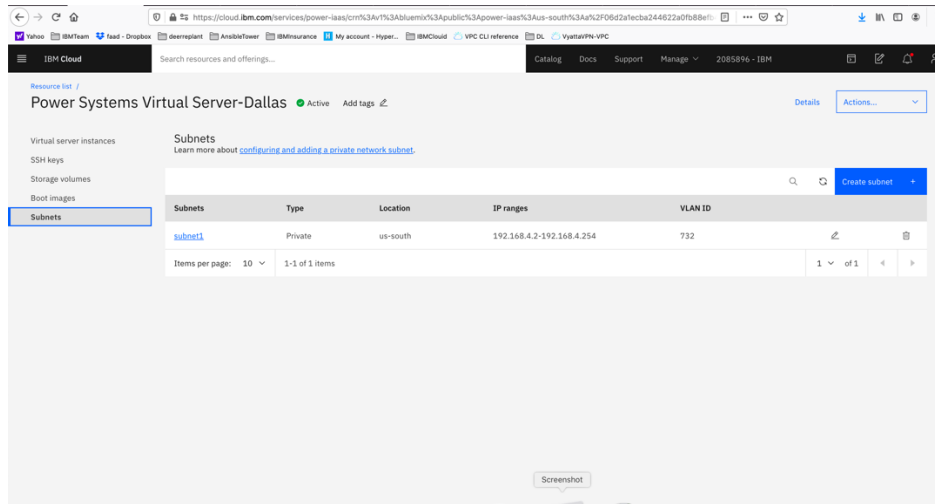 https://cloud.ibm.com/services/power-iaas/crn%3Av1%3Abluemix%3Apublic%3Apower-iaas%3Aus-south%3Aa%2F06d2a1ecba244622a0fb88ef
Yahoo IBMTeam faad - Dropbox deerreplant AnsibleTower IBMInsurance My account - Hyper... IBMClouid VPC CLI reference DL VyattaVPN-VPC
IBM Cloud Search resources and offerings... Catalog Docs Support Manage 2085896 - IBM
Resource list /
Power Systems Virtual Server-Dallas Active Add tags Details Actions...
Virtual server instances
SSH keys
Storage volumes
Boot images
Subnets
Subnets
Learn more about configuring and adding a private network subnet.
Create subnet +
Subnets Type Location IP ranges VLAN ID
subnet1 Private us-south 192.168.4.2-192.168.4.254 732
Items per page: 10 1-1 of 1 items 1 of 1
Screenshot